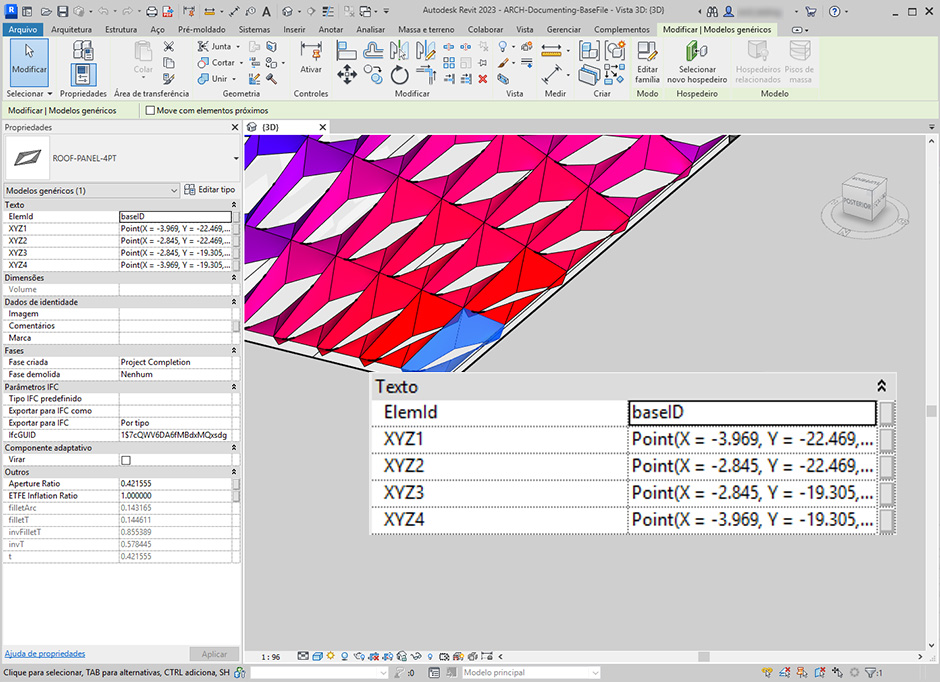 Autodesk Revit 2023 - ARCH-Documenting-BaseFile - Vista 3D: {3D}
Arquivo Arquitetura Estrutura Aço Pré-moldado Sistemas Inserir Anotar Analisar Massa e terreno Colaborar Vista Gerenciar Complementos Modificar | Modelos genéricos
Modificar Colar Junta Cortar Unir Ativar Editar família Selecionar novo hospedeiro Hospedeiros relacionados Pisos de massa
Selecionar Propriedades Área de transferência Geometria Controles Modificar Vista Medir Criar Modo Hospedeiro Modelo
Modificar | Modelos genéricos Move com elementos próximos
Propriedades
{3D}
ROOF-PANEL-4PT
Modelos genéricos (1) Editar tipo
Texto
ElemId baseID
XYZ1 Point(X = -3.969, Y = -22.469,...
XYZ2 Point(X = -2.845, Y = -22.469,...
XYZ3 Point(X = -2.845, Y = -19.305,...
XYZ4 Point(X = -3.969, Y = -19.305,...
Dimensões
Volume
Dados de identidade
Imagem
Comentários
Marca
Fases
Fase criada Project Completion
Fase demolida Nenhum
Parâmetros IFC
Tipo IFC predefinido
Exportar para IFC como
Exportar para IFC Por tipo
IfcGUID 1$7cQWV6DA6fMBdxMQxsdg
Componente adaptativo
Virar
Outros
Aperture Ratio 0.421555
ETFE Inflation Ratio 1.000000
filletArc 0.143165
filletT 0.144611
invFilletT 0.855389
invT 0.578445
t 0.421555
Ajuda de propriedades Aplicar
POSTERIOR
Texto
ElemId baseID
XYZ1 Point(X = -3.969, Y = -22.469,...
XYZ2 Point(X = -2.845, Y = -22.469,...
XYZ3 Point(X = -2.845, Y = -19.305,...
XYZ4 Point(X = -3.969, Y = -19.305,...
1 : 96
Clique para selecionar, TAB para alternativas, CTRL adiciona, SH :0 Modelo principal :1